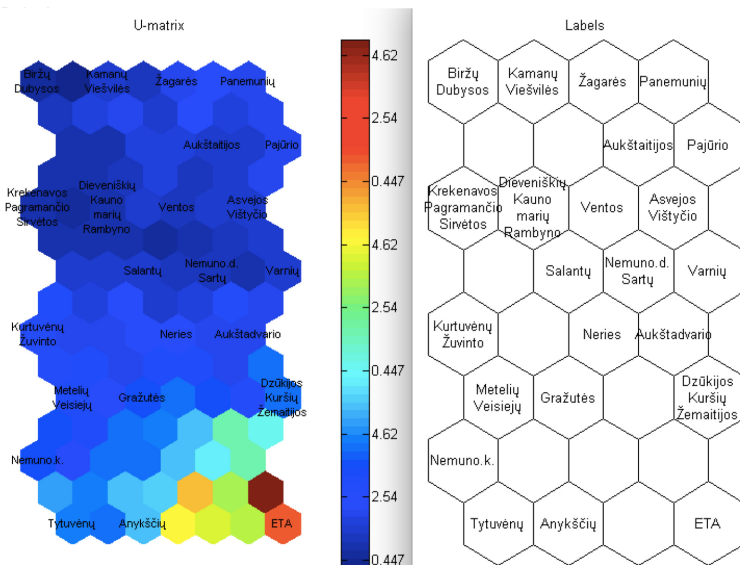 U-matrix
Biržų
Dubysos
Kamanų
Viešvilės
Žagarės
Panemunių
Aukštaitijos
Pajūrio
Krekenavos
Pagramančio
Sirvėtos
Dieveniškių
Kauno
marių
Rambyno
Ventos
Asvejos
Vištyčio
Salantų
Nemuno.d.
Sartų
Varnių
Kurtuvėnų
Žuvinto
Neries
Aukštadvario
Metelių
Veisiejų
Gražutės
Dzūkijos
Kuršių
Žemaitijos
Nemuno.k.
Tytuvėnų
Anykščių
ETA
4.62
2.54
0.447
4.62
2.54
0.447
4.62
2.54
0.447
Labels
Biržų
Dubysos
Kamanų
Viešvilės
Žagarės
Panemunių
Aukštaitijos
Pajūrio
Krekenavos
Pagramančio
Sirvėtos
Dieveniškių
Kauno
marių
Rambyno
Ventos
Asvejos
Vištyčio
Salantų
Nemuno.d.
Sartų
Varnių
Kurtuvėnų
Žuvinto
Neries
Aukštadvario
Metelių
Veisiejų
Gražutės
Dzūkijos
Kuršių
Žemaitijos
Nemuno.k.
Tytuvėnų
Anykščių
ETA